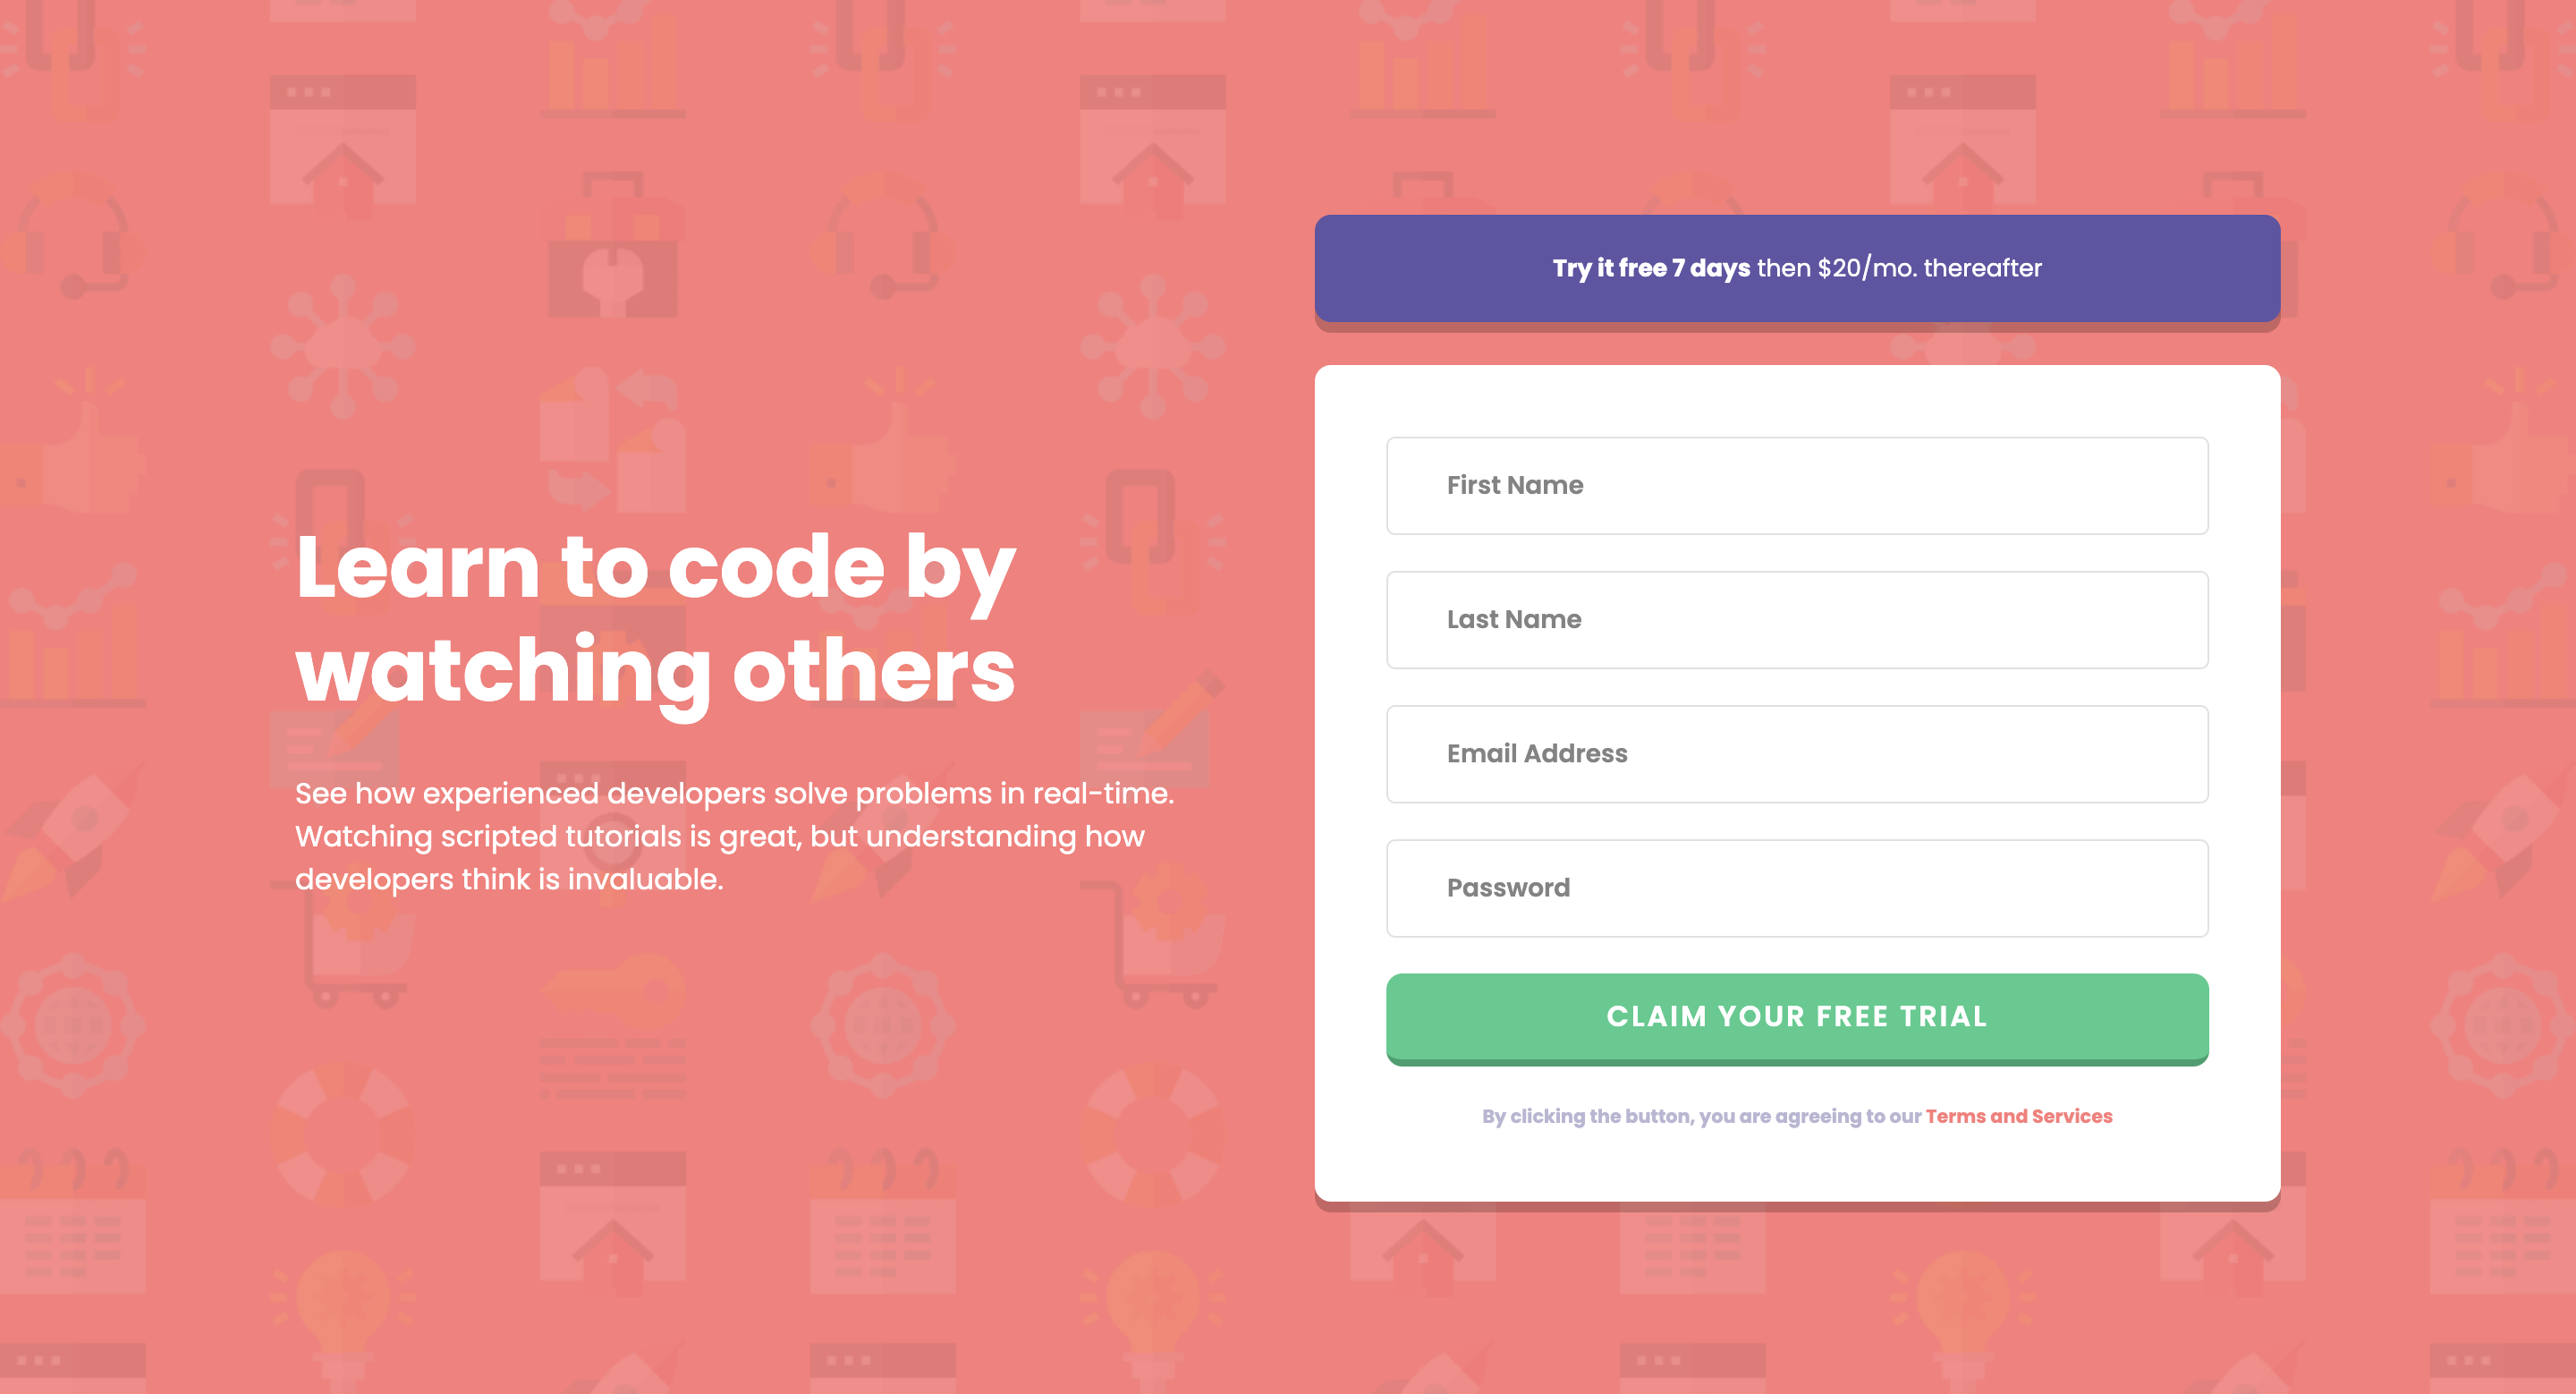 Learn to code by
watching others
See how experienced developers solve problems in real-time.
Watching scripted tutorials is great, but understanding how
developers think is invaluable.
Try it free 7 days then $20/mo. thereafter
First Name
Last Name
Email Address
Password
CLAIM YOUR FREE TRIAL
By clicking the button, you are agreeing to our Terms and Services